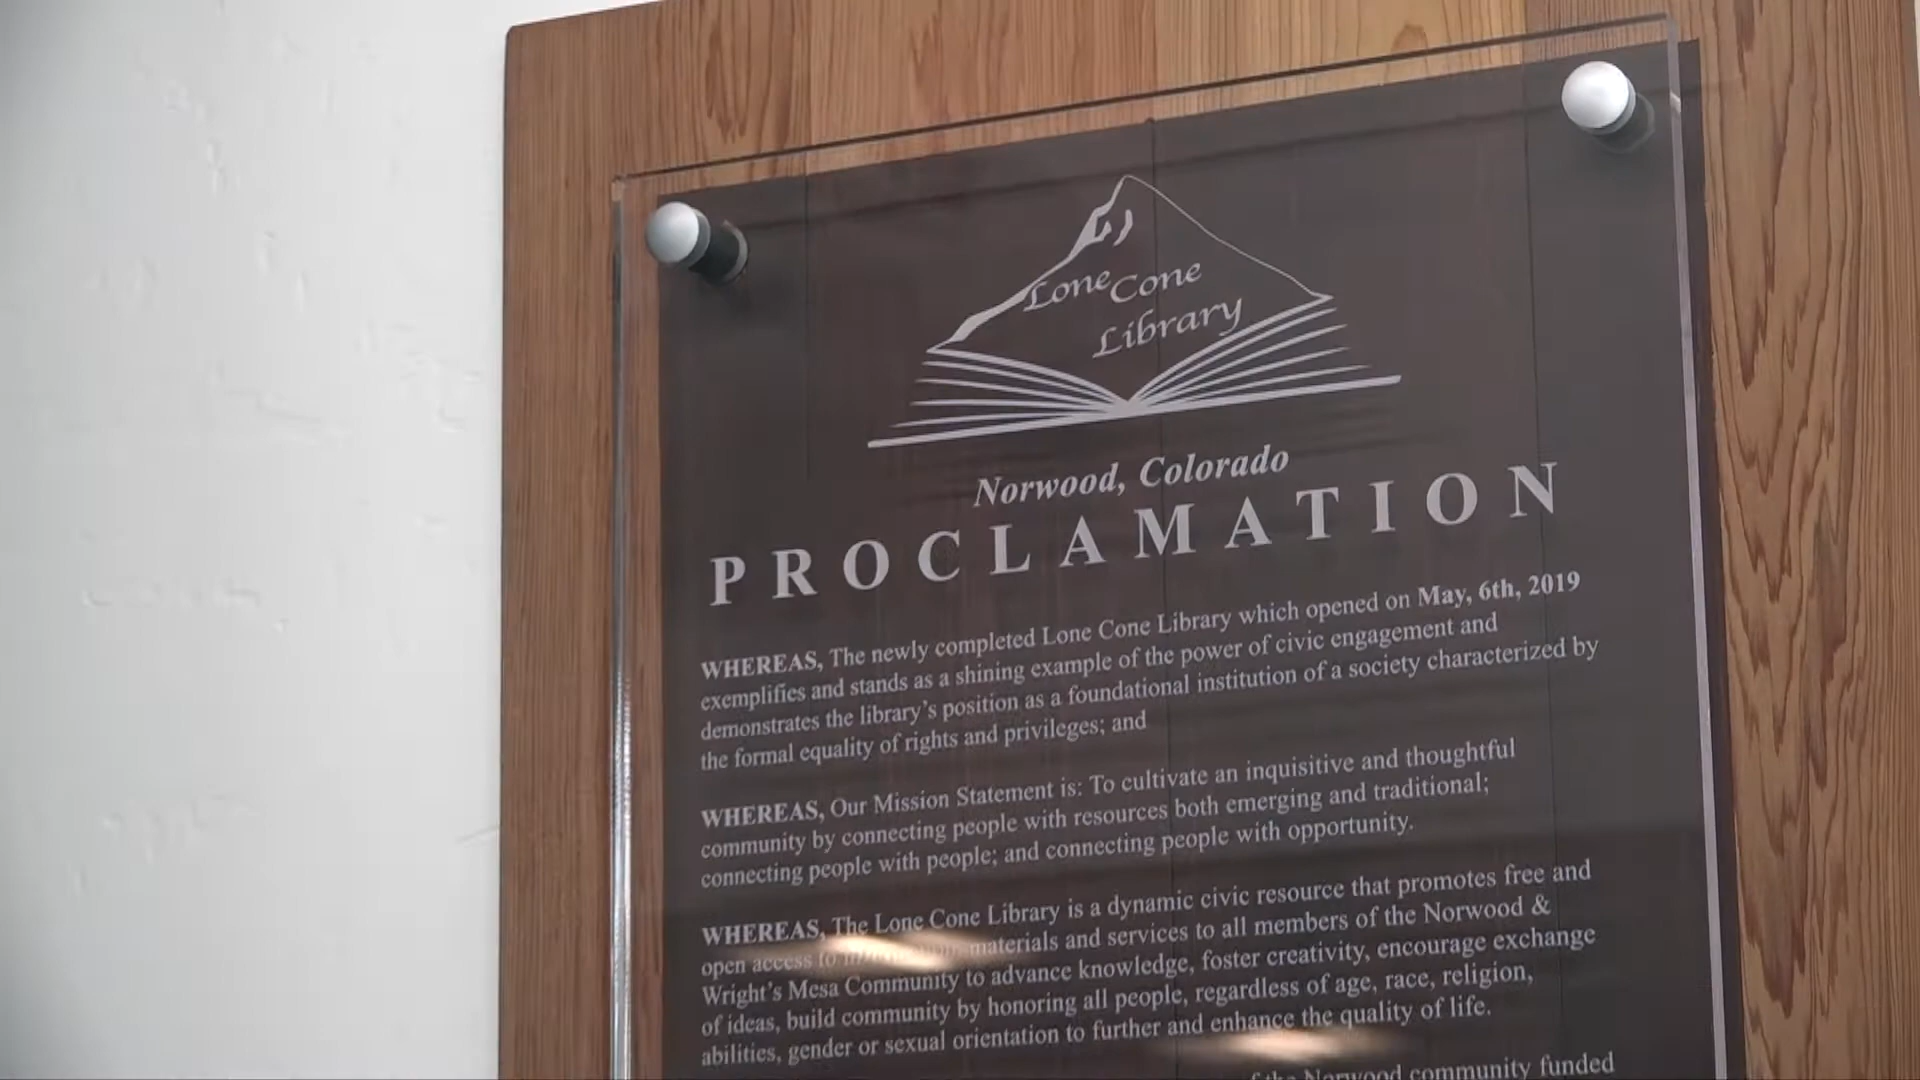 Lone Cone
Library
Norwood, Colorado
PROCLAMATION
WHEREAS, The newly completed Lone Cone Library which opened on May, 6th, 2019
exemplifies and stands as a shining example of the power of civic engagement and
demonstrates the library's position as a foundational institution of a society characterized by
the formal equality of rights and privileges; and
WHEREAS, Our Mission Statement is: To cultivate an inquisitive and thoughtful
community by connecting people with resources both emerging and traditional;
connecting people with people; and connecting people with opportunity.
WHEREAS, The Lone Cone Library is a dynamic civic resource that promotes free and
open access to materials and services to all members of the Norwood &
Wright's Mesa Community to advance knowledge, foster creativity, encourage exchange
of ideas, build community by honoring all people, regardless of age, race, religion,
abilities, gender or sexual orientation to further and enhance the quality of life.
the Norwood community funded